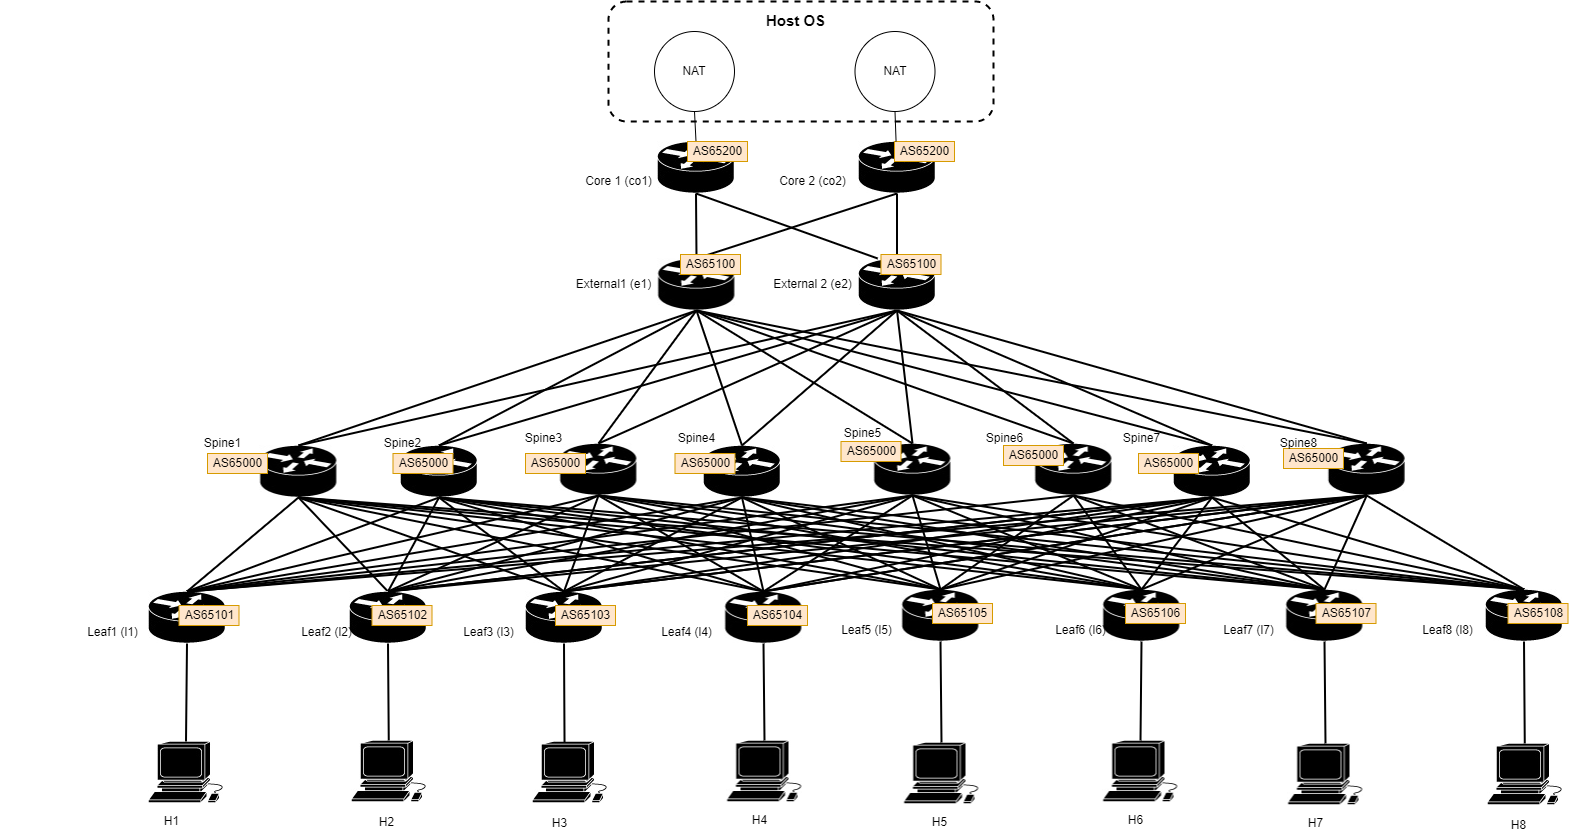 Host OS
NAT
NAT
AS65200
AS65200
Core 1 (co1)
Core 2 (co2)
AS65100
AS65100
External1 (e1)
External 2 (e2)
Spine1
Spine2
Spine3
Spine4
Spine5
Spine6
Spine7
Spine8
AS65000
AS65000
AS65000
AS65000
AS65000
AS65000
AS65000
AS65000
AS65101
AS65102
AS65103
AS65104
AS65105
AS65106
AS65107
AS65108
Leaf1 (l1)
Leaf2 (l2)
Leaf3 (l3)
Leaf4 (l4)
Leaf5 (l5)
Leaf6 (l6)
Leaf7 (l7)
Leaf8 (l8)
H1
H2
H3
H4
H5
H6
H7
H8